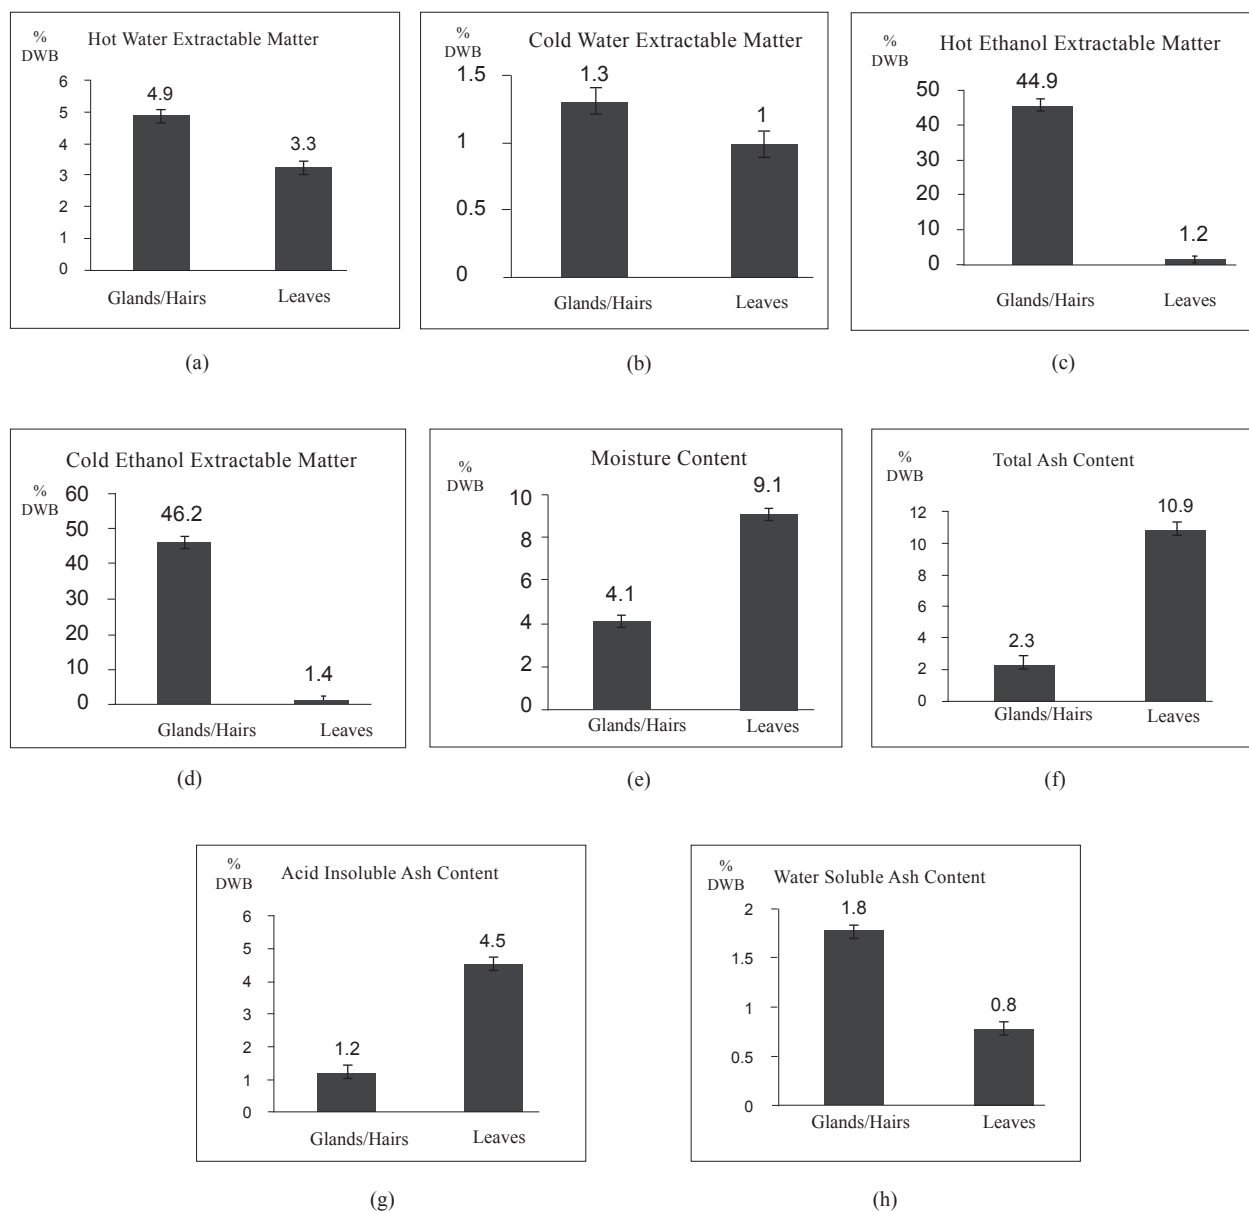 Hot Water Extractable Matter
%
DWB
6
5
4
3
2
1
0
4.9
3.3
Glands/Hairs
Leaves
(a)
Cold Water Extractable Matter
%
DWB
1.5
1
0.5
0
1.3
1
Glands/Hairs
Leaves
(b)
Hot Ethanol Extractable Matter
%
DWB
50
40
30
20
10
0
44.9
1.2
Glands/Hairs
Leaves
(c)
Cold Ethanol Extractable Matter
%
DWB
60
50
40
30
20
10
0
46.2
1.4
Glands/Hairs
Leaves
(d)
Moisture Content
%
DWB
10
8
6
4
2
0
4.1
9.1
Glands/Hairs
Leaves
(e)
Total Ash Content
%
DWB
12
10
8
6
4
2
0
2.3
10.9
Glands/Hairs
Leaves
(f)
Acid Insoluble Ash Content
%
DWB
6
5
4
3
2
1
0
1.2
4.5
Glands/Hairs
Leaves
(g)
Water Soluble Ash Content
%
DWB
2
1.5
1
0.5
0
1.8
0.8
Glands/Hairs
Leaves
(h)